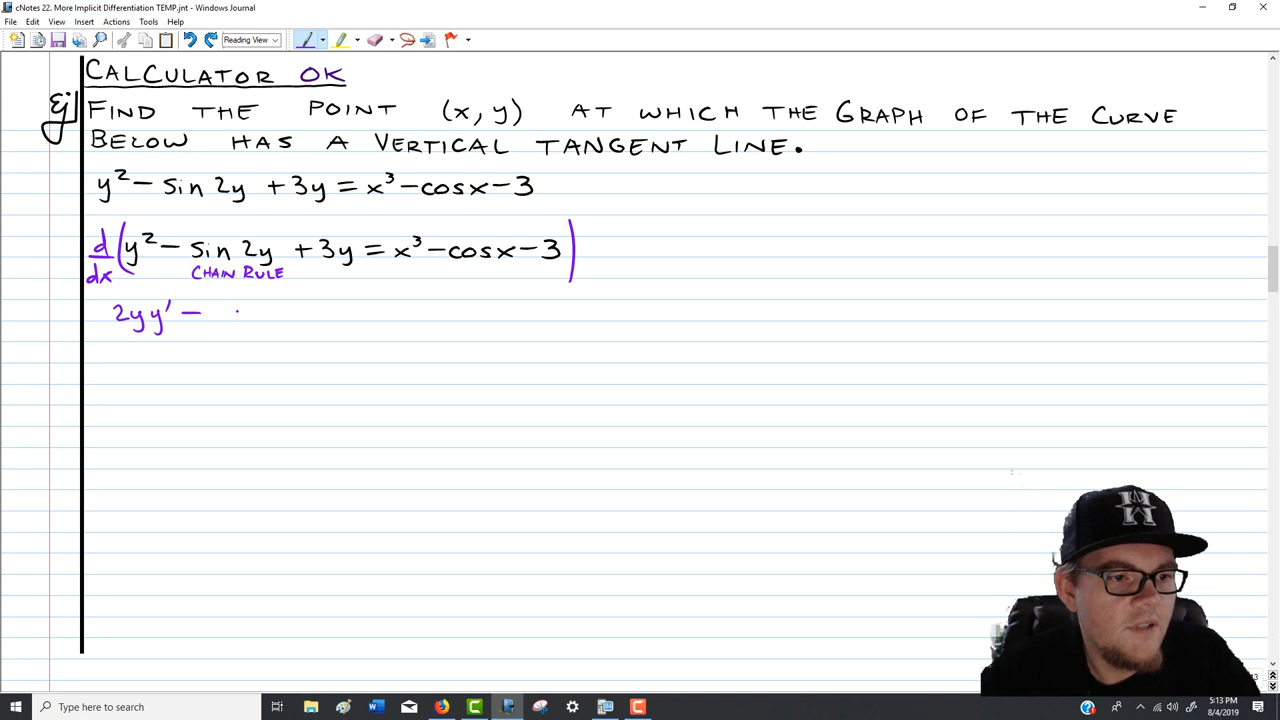 cNotes 22. More Implicit Differentiation TEMP.jnt - Windows Journal
File Edit View Insert Actions Tools Help
Reading View
CALCULATOR OK
Ej FIND THE POINT (x, y) AT WHICH THE GRAPH OF THE CURVE
BELOW HAS A VERTICAL TANGENT LINE.
y² - sin 2y + 3y = x³ - cosx - 3
d/dx (y² - sin 2y + 3y = x³ - cosx - 3)
CHAIN RULE
2yy' -
Type here to search
5:13 PM
8/4/2019